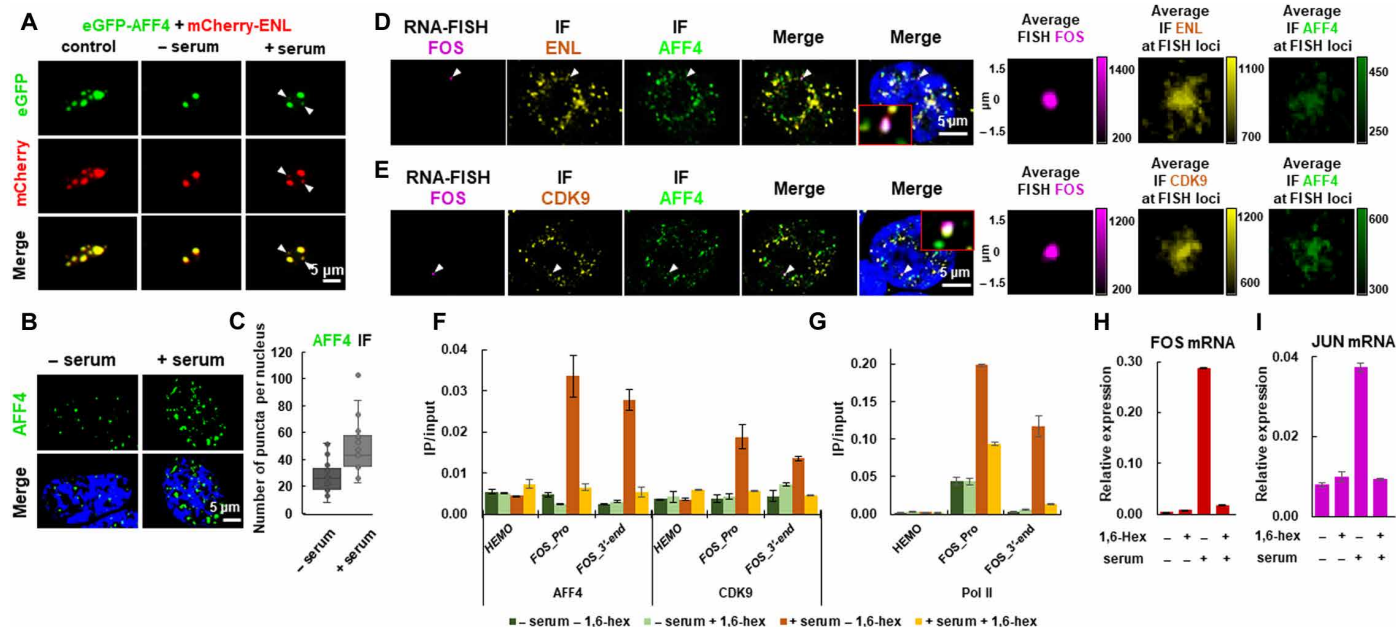 A
eGFP-AFF4 + mCherry-ENL
control – serum + serum
eGFP
mCherry
Merge
5 µm
B
– serum + serum
AFF4
Merge
5 µm
C
AFF4 IF
Number of puncta per nucleus
120
100
80
60
40
20
0
– serum
+ serum
D
RNA-FISH
FOS
IF
ENL
IF
AFF4
Merge
Merge
5 µm
Average
FISH FOS
1.5
0
– 1.5
µm
1400
200
Average
IF ENL
at FISH loci
1100
700
Average
IF AFF4
at FISH loci
450
250
E
RNA-FISH
FOS
IF
CDK9
IF
AFF4
Merge
Merge
5 µm
Average
FISH FOS
1.5
0
– 1.5
µm
1200
200
Average
IF CDK9
at FISH loci
1200
600
Average
IF AFF4
at FISH loci
600
300
F
IP/input
0.04
0.03
0.02
0.01
0.00
HEMO
FOS_Pro
FOS_3'-end
HEMO
FOS_Pro
FOS_3'-end
AFF4
CDK9
G
IP/input
0.20
0.15
0.10
0.05
0.00
HEMO
FOS_Pro
FOS_3'-end
Pol II
– serum – 1,6-hex – serum + 1,6-hex + serum – 1,6-hex + serum + 1,6-hex
H
FOS mRNA
Relative expression
0.30
0.20
0.10
0.00
1,6-Hex – + – +
serum – – + +
I
JUN mRNA
Relative expression
0.04
0.02
0.00
1,6-hex – + – +
serum – – + +